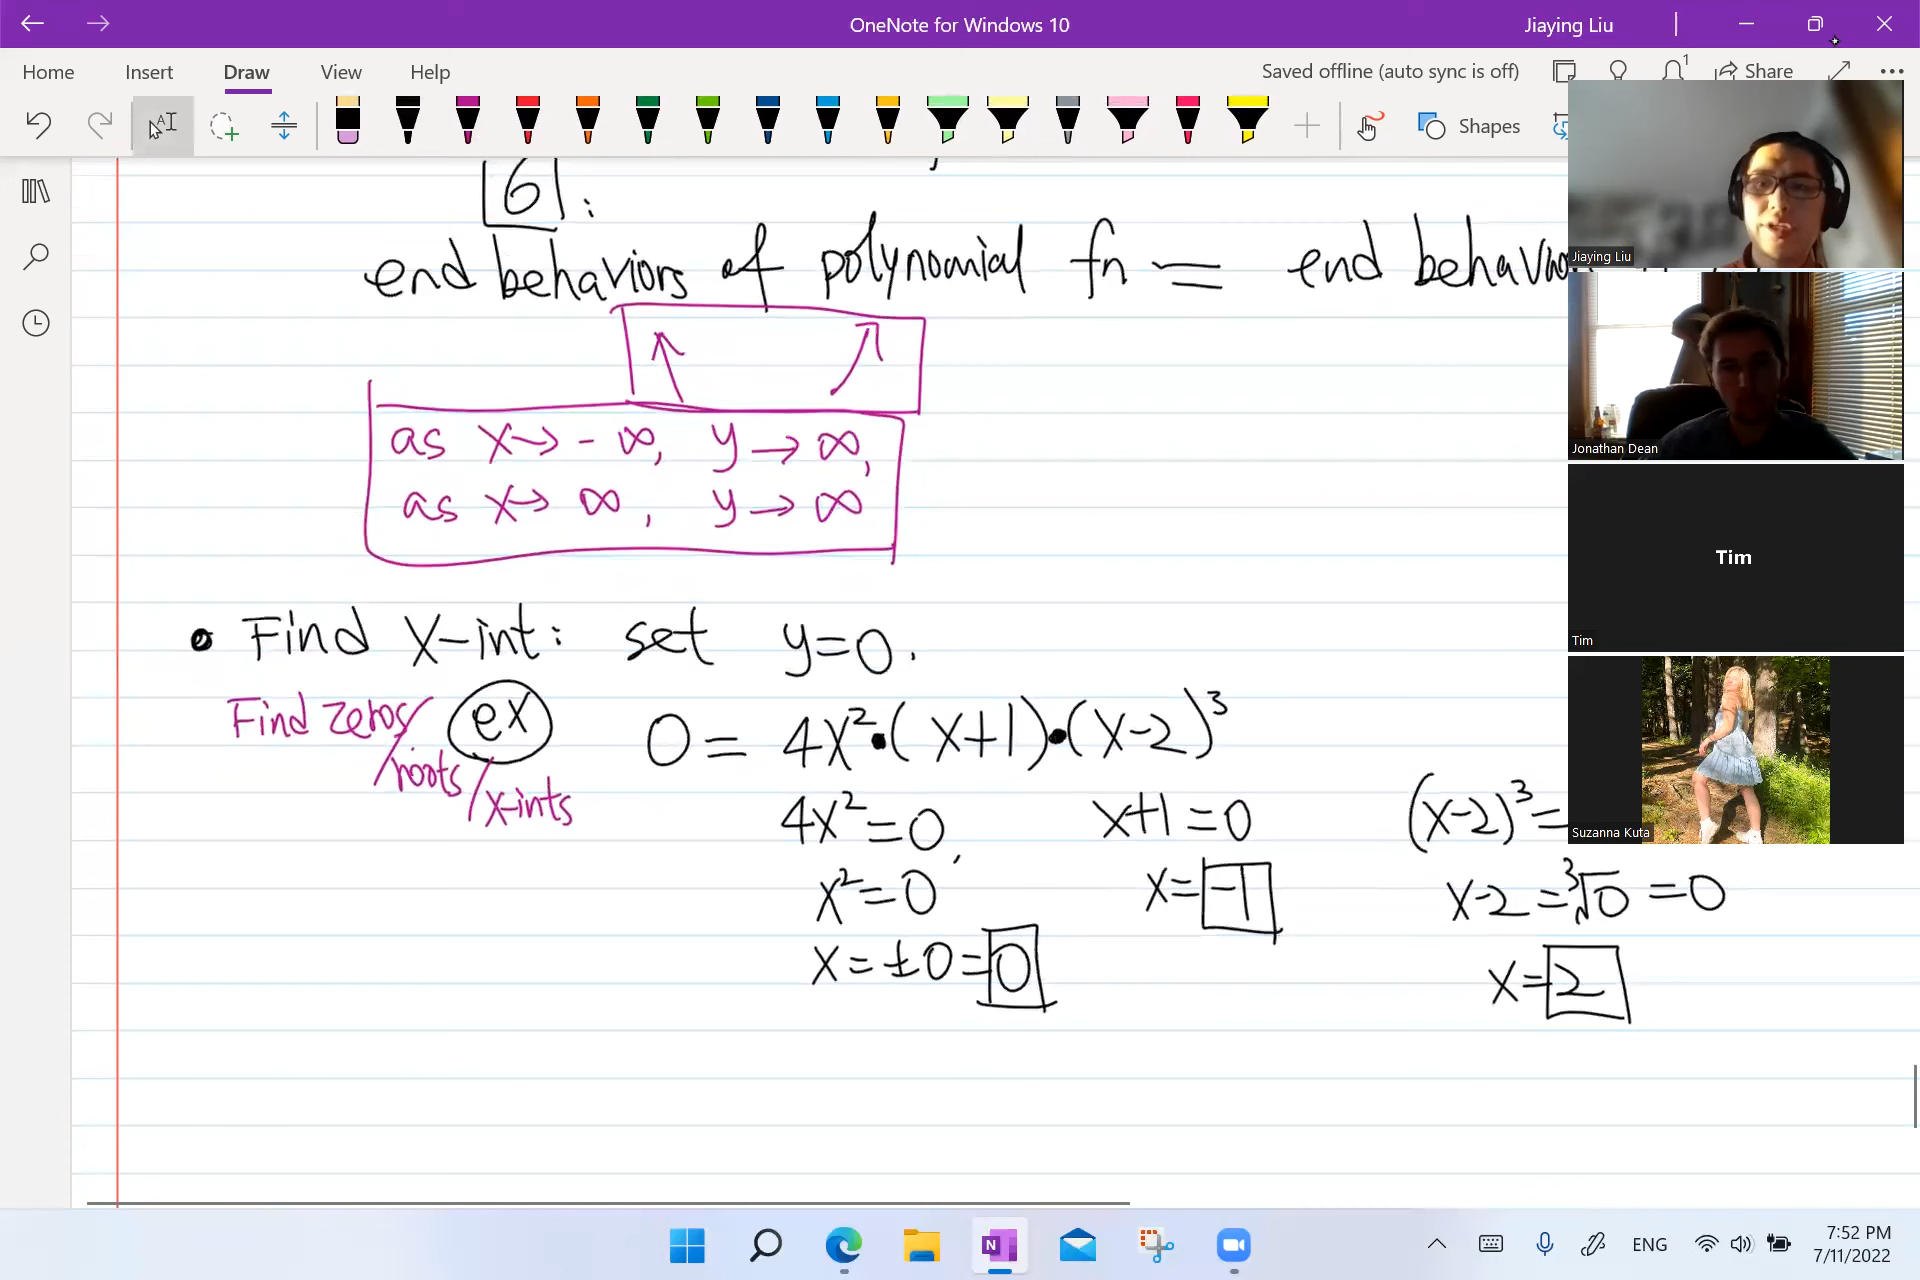 OneNote for Windows 10
Jiaying Liu
Home Insert Draw View Help
Saved offline (auto sync is off)
1
Share
Shapes
Jiaying Liu
Jonathan Dean
Tim
Tim
Suzanna Kuta
6 :
end behaviors of polynomial fn = end behavio
as x→ - ∞, y → ∞,
as x→ ∞, y → ∞
• Find x-int: set y=0.
Find zeros/
/roots/
/x-ints
ex
0 = 4x²•(x+1)•(x-2)³
4x²=0, x+1=0 (x-2)³=
x²=0 x=-1 x-2=³√0=0
x=±0=0 x=2
ENG
7:52 PM
7/11/2022